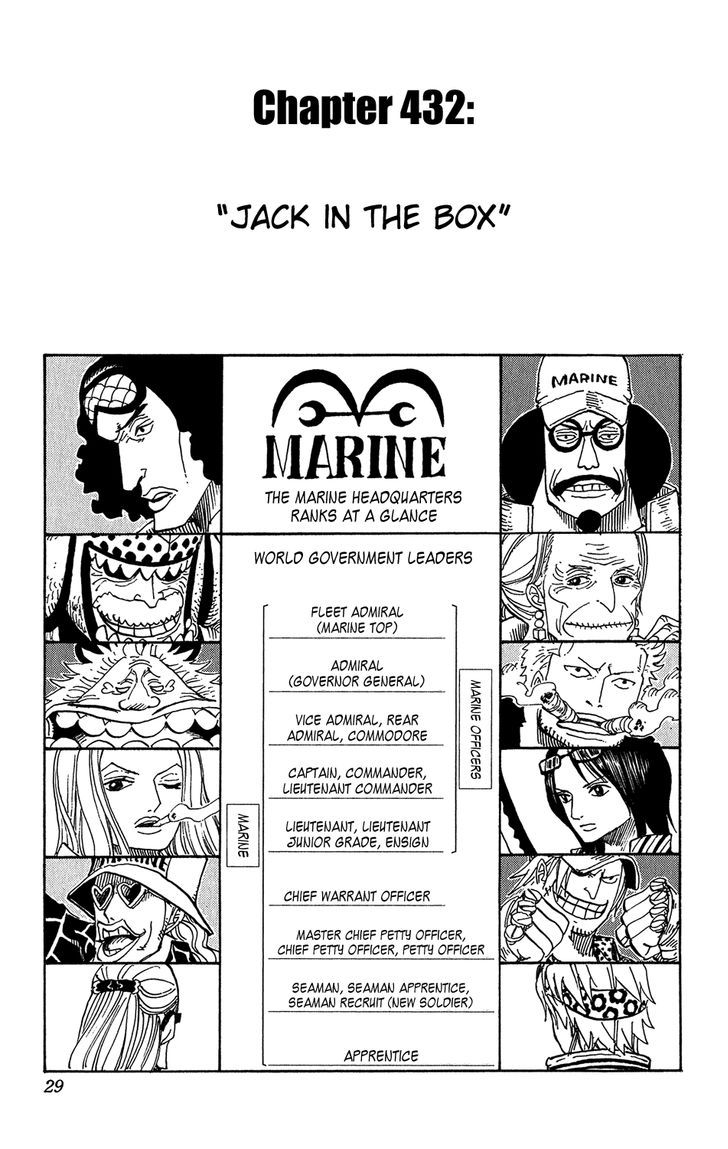 Chapter 432:
"JACK IN THE BOX"
MARINE
MARINE
THE MARINE HEADQUARTERS
RANKS AT A GLANCE
WORLD GOVERNMENT LEADERS
FLEET ADMIRAL
(MARINE TOP)
ADMIRAL
(GOVERNOR GENERAL)
VICE ADMIRAL, REAR
ADMIRAL, COMMODORE
MARINE OFFICERS
CAPTAIN, COMMANDER,
LIEUTENANT COMMANDER
MARINE
LIEUTENANT, LIEUTENANT
JUNIOR GRADE, ENSIGN
MARINE
CHIEF WARRANT OFFICER
MASTER CHIEF PETTY OFFICER,
CHIEF PETTY OFFICER, PETTY OFFICER
SEAMAN, SEAMAN APPRENTICE,
SEAMAN RECRUIT (NEW SOLDIER)
APPRENTICE
29